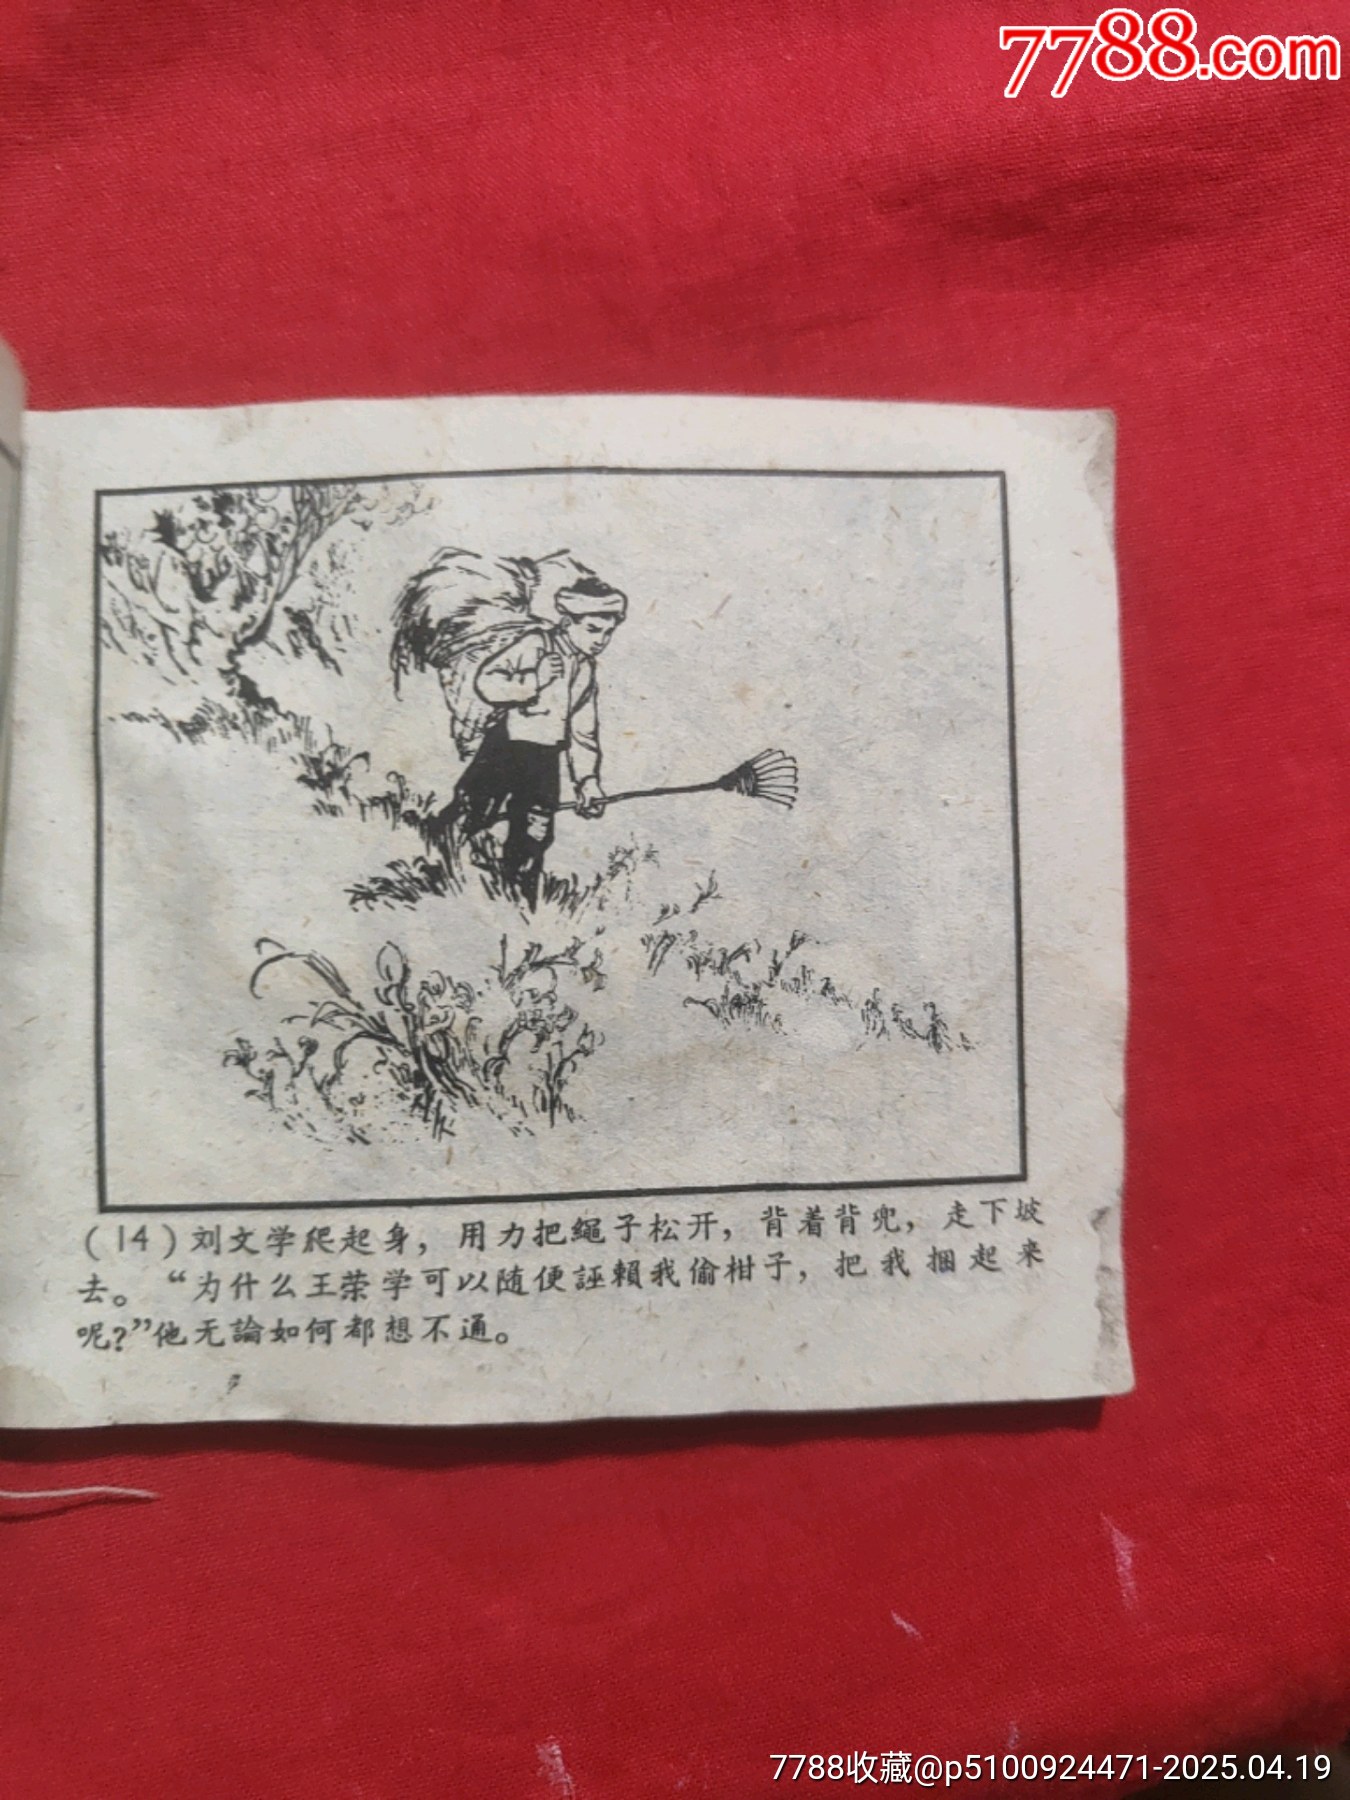 7788.com
(14)刘文学爬起身，用力把繩子松开，背着背兜，走下坡
去。“为什么王荣学可以随便誣賴我偷柑子，把我捆起来
呢?”他无論如何都想不通。
7788收藏@p5100924471-2025.04.19